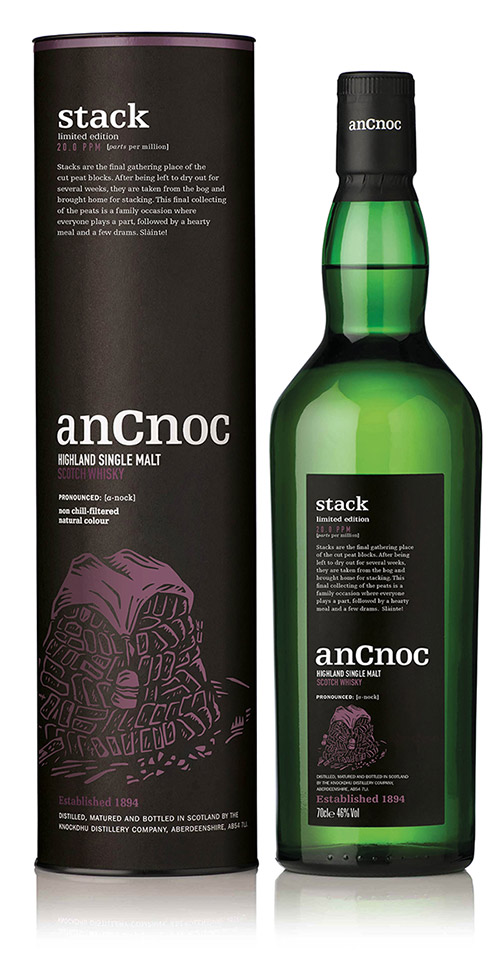 stack
limited edition
20.0 PPM [parts per million]
Stacks are the final gathering place of the
cut peat blocks. After being left to dry out for
several weeks, they are taken from the bog and
brought home for stacking. This final collecting
of the peats is a family occasion where
everyone plays a part, followed by a hearty
meal and a few drams. Slàinte!
anCnoc
HIGHLAND SINGLE MALT
SCOTCH WHISKY
PRONOUNCED: [a-nock]
non chill-filtered
natural colour
Established 1894
DISTILLED, MATURED AND BOTTLED IN SCOTLAND BY THE
KNOCKDHU DISTILLERY COMPANY, ABERDEENSHIRE, AB54 7LJ.
anCnoc
stack
limited edition
20.0 PPM
[parts per million]
Stacks are the final gathering place
of the cut peat blocks. After being
left to dry out for several weeks,
they are taken from the bog and
brought home for stacking. This
final collecting of the peats is a
family occasion where everyone
plays a part, followed by a hearty
meal and a few drams. Slàinte!
anCnoc
HIGHLAND SINGLE MALT
SCOTCH WHISKY
PRONOUNCED: [a-nock]
DISTILLED, MATURED AND BOTTLED IN SCOTLAND
BY THE KNOCKDHU DISTILLERY COMPANY,
ABERDEENSHIRE, AB54 7LJ.
Established 1894
70cl e 46% Vol